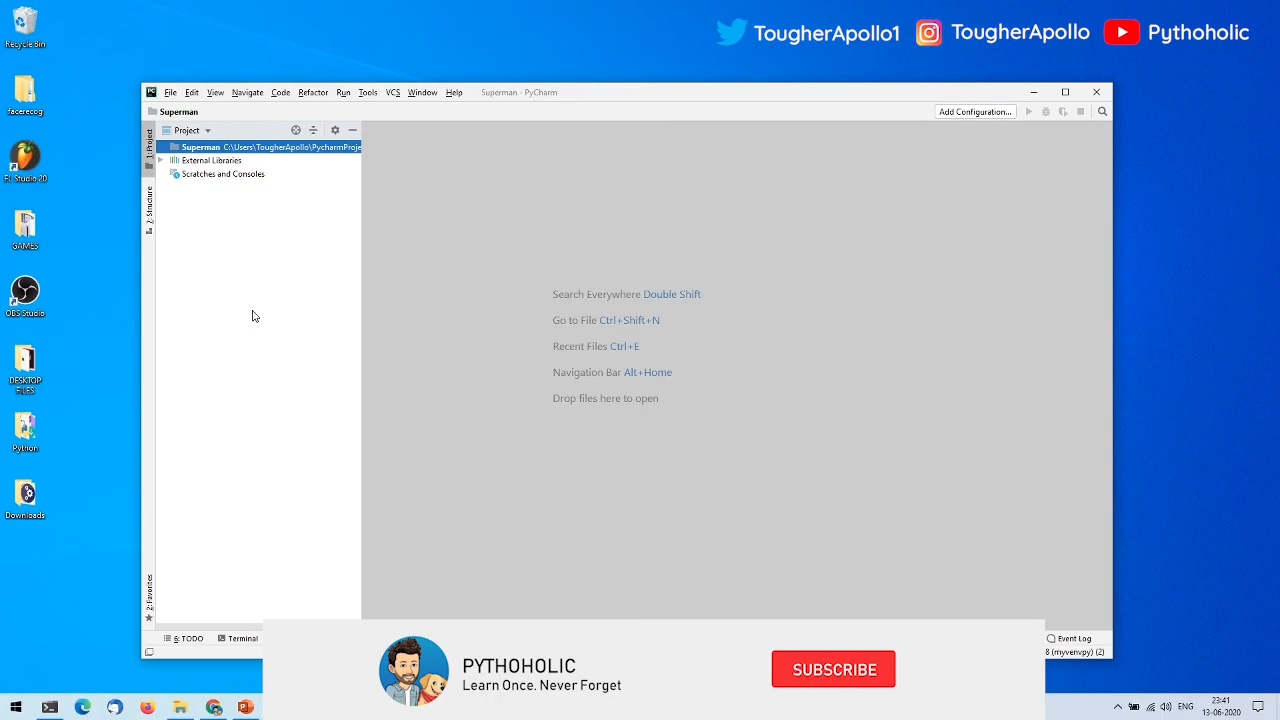 TougherApollo1 TougherApollo Pythoholic
Recycle Bin
facerecog
FL Studio 20
GAMES
OBS Studio
DESKTOP
FILES
Python
Downloads
PC File Edit View Navigate Code Refactor Run Tools VCS Window Help Superman - PyCharm
Superman
Add Configuration...
1: Project
Project
Superman C:\Users\TougherApollo\PycharmProje
External Libraries
Scratches and Consoles
2: Structure
Search Everywhere Double Shift
Go to File Ctrl+Shift+N
Recent Files Ctrl+E
Navigation Bar Alt+Home
Drop files here to open
2: Favorites
6: TODO Terminal
Event Log
8 (myvenvpy) (2)
PYTHOHOLIC
Learn Once. Never Forget
SUBSCRIBE
ENG
23:41
13-06-2020